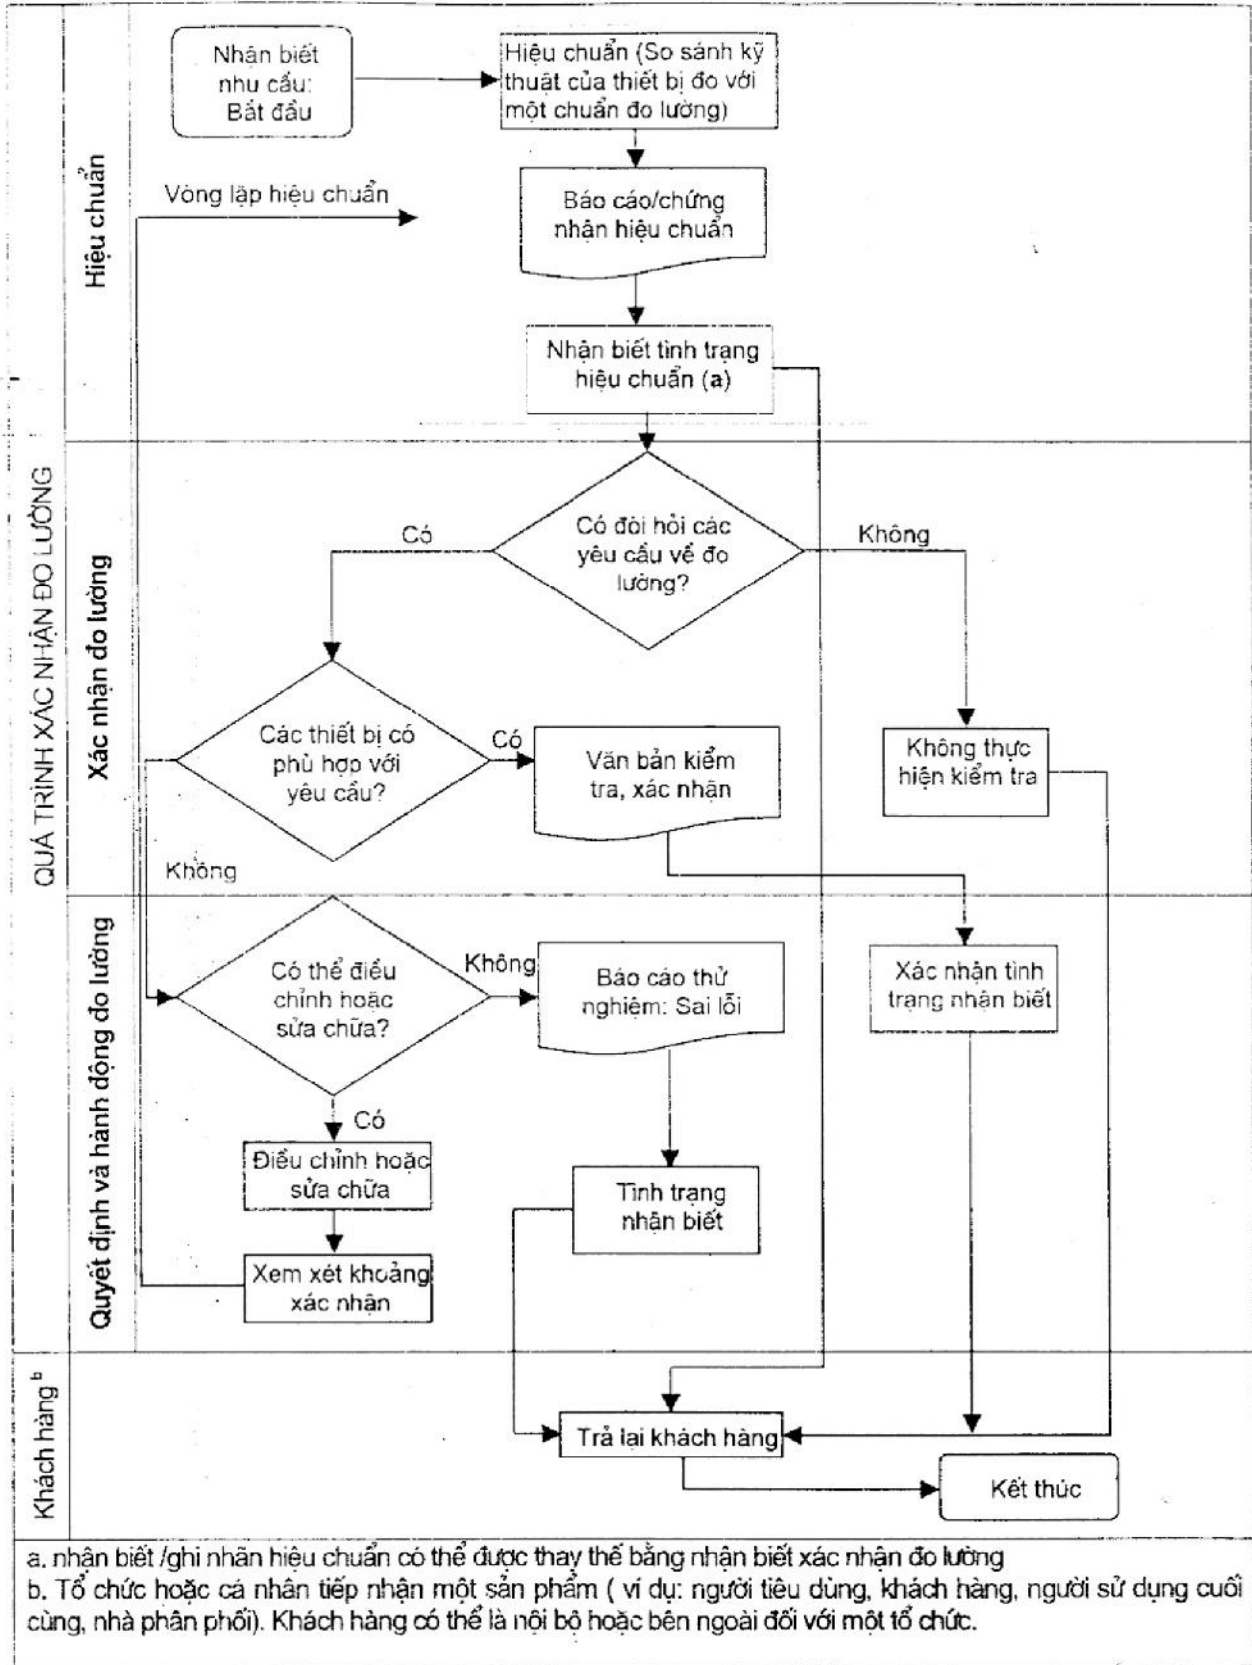 Nhận biết
nhu cầu:
Bắt đầu
Hiệu chuẩn (So sánh kỹ
thuật của thiết bị đo với
một chuẩn đo lường)
Vòng lặp hiệu chuẩn
Báo cáo/chứng
nhận hiệu chuẩn
Nhận biết tình trạng
hiệu chuẩn (a)
Hiệu chuẩn
QUÁ TRÌNH XÁC NHẬN ĐO LƯỜNG
Xác nhận đo lường
Có đòi hỏi các
yêu cầu về đo
lường?
Có
Không
Các thiết bị có
phù hợp với
yêu cầu?
Có
Không
Văn bản kiểm
tra, xác nhận
Không thực
hiện kiểm tra
Quyết định và hành động đo lường
Có thể điều
chỉnh hoặc
sửa chữa?
Không
Có
Báo cáo thử
nghiệm: Sai lỗi
Xác nhận tình
trạng nhận biết
Điều chỉnh hoặc
sửa chữa
Tình trạng
nhận biết
Xem xét khoảng
xác nhận
Khách hàng b
Trả lại khách hàng
Kết thúc
a. nhận biết /ghi nhãn hiệu chuẩn có thể được thay thế bằng nhận biết xác nhận đo lường
b. Tổ chức hoặc cá nhân tiếp nhận một sản phẩm ( ví dụ: người tiêu dùng, khách hàng, người sử dụng cuối
cùng, nhà phân phối). Khách hàng có thể là nội bộ hoặc bên ngoài đối với một tổ chức.